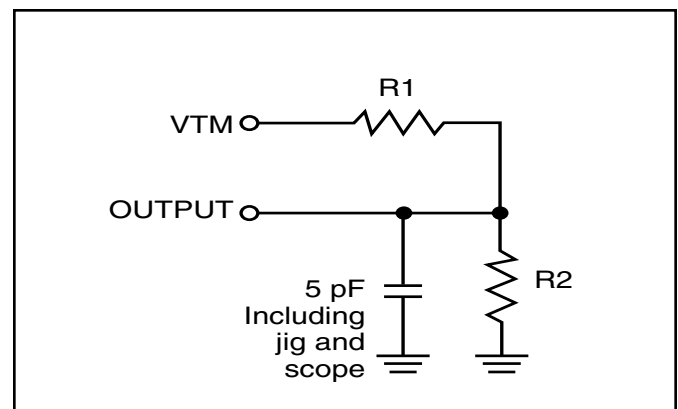 R1
VTM
OUTPUT
R2
5 pF
Including
jig and
scope